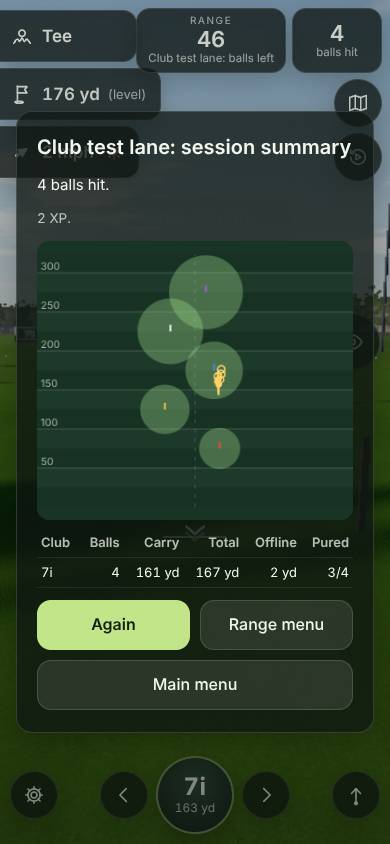 Tee
RANGE
46
Club test lane: balls left
4
balls hit
176 yd (level)
Club test lane: session summary
4 balls hit.
2 XP.
300
250
200
150
100
50
Club Balls Carry Total Offline Pured
7i 4 161 yd 167 yd 2 yd 3/4
Again
Range menu
Main menu
7i
163 yd